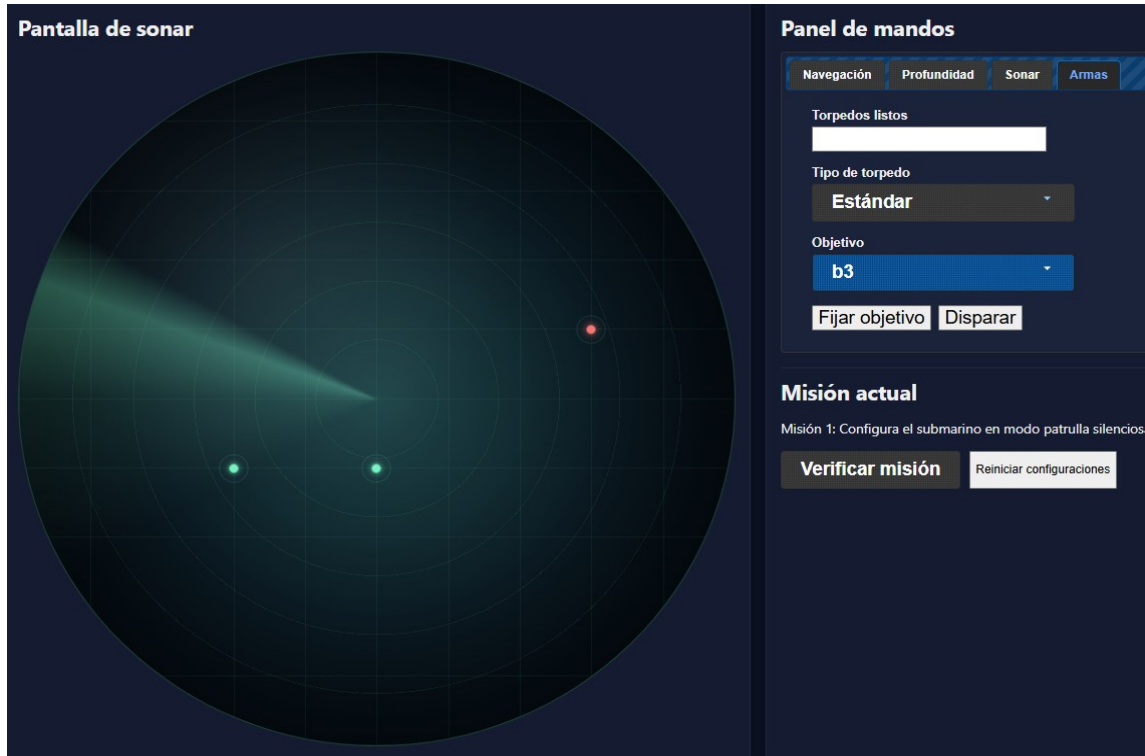 Pantalla de sonar
Panel de mandos
Navegación Profundidad Sonar Armas
Torpedos listos
Tipo de torpedo
Estándar
Objetivo
b3
Fijar objetivo Disparar
Misión actual
Misión 1: Configura el submarino en modo patrulla silencios
Verificar misión Reiniciar configuraciones